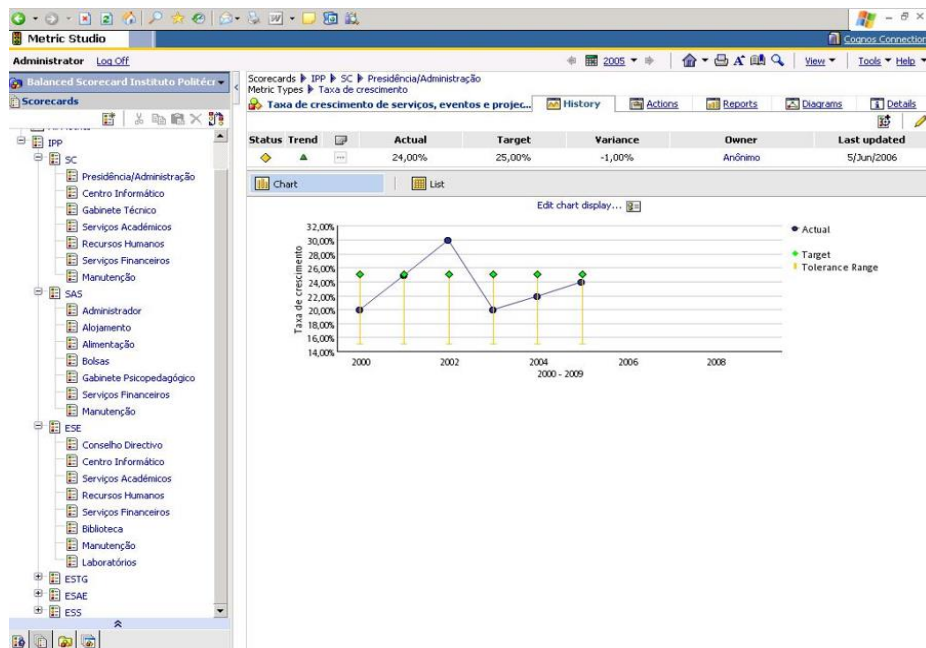 Metric Studio
Cognos Connection
Administrator Log Off
2005
View
Tools
Help
Balanced Scorecard Instituto Politécr
Scorecards
IPP
SC
Presidência/Administração
Centro Informático
Gabinete Técnico
Serviços Académicos
Recursos Humanos
Serviços Financeiros
Manutenção
SAS
Administrador
Alojamento
Alimentação
Bolsas
Gabinete Psicopedagógico
Serviços Financeiros
Manutenção
ESE
Conselho Directivo
Centro Informático
Serviços Académicos
Recursos Humanos
Serviços Financeiros
Biblioteca
Manutenção
Laboratórios
ESTG
ESAE
ESS
Scorecards IPP SC Presidência/Administração
Metric Types Taxa de crescimento
Taxa de crescimento de serviços, eventos e projec...
History
Actions
Reports
Diagrams
Details
Status Trend Actual Target Variance Owner Last updated
24,00% 25,00% -1,00% Anônimo 5/Jun/2006
Chart
List
Edit chart display...
Taxa de crescimento
32,00%
30,00%
28,00%
26,00%
24,00%
22,00%
20,00%
18,00%
16,00%
14,00%
2000 2002 2004 2006 2008
2000 - 2009
Actual
Target
Tolerance Range